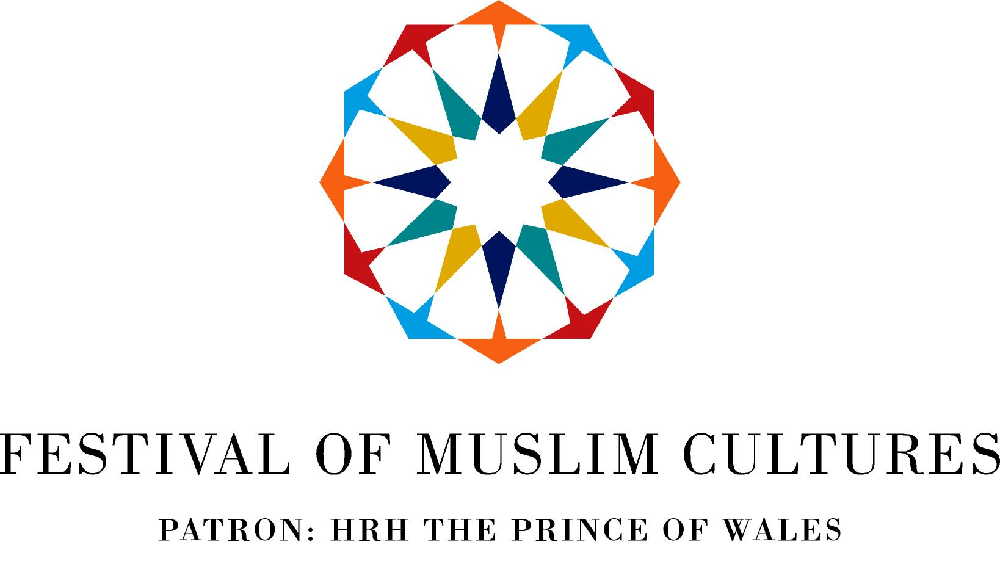 FESTIVAL OF MUSLIM CULTURES
PATRON: HRH THE PRINCE OF WALES